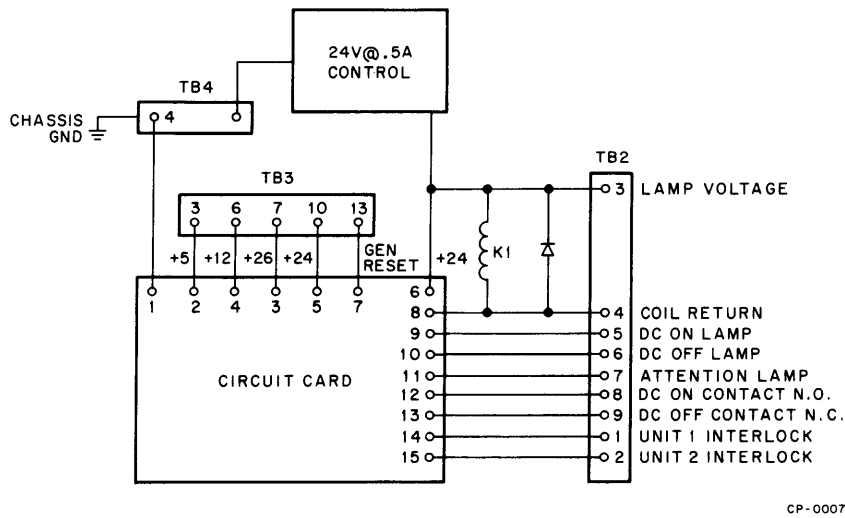 24V@.5A
CONTROL
TB4
4
CHASSIS
GND
TB2
3 LAMP VOLTAGE
TB3
3 6 7 10 13
+5 +12 +26 +24 GEN
RESET
+24
K1
1 2 4 3 5 7 6
8 4 COIL RETURN
9 5 DC ON LAMP
10 6 DC OFF LAMP
11 7 ATTENTION LAMP
12 8 DC ON CONTACT N.O.
13 9 DC OFF CONTACT N.C.
14 1 UNIT 1 INTERLOCK
15 2 UNIT 2 INTERLOCK
CIRCUIT CARD
CP-0007